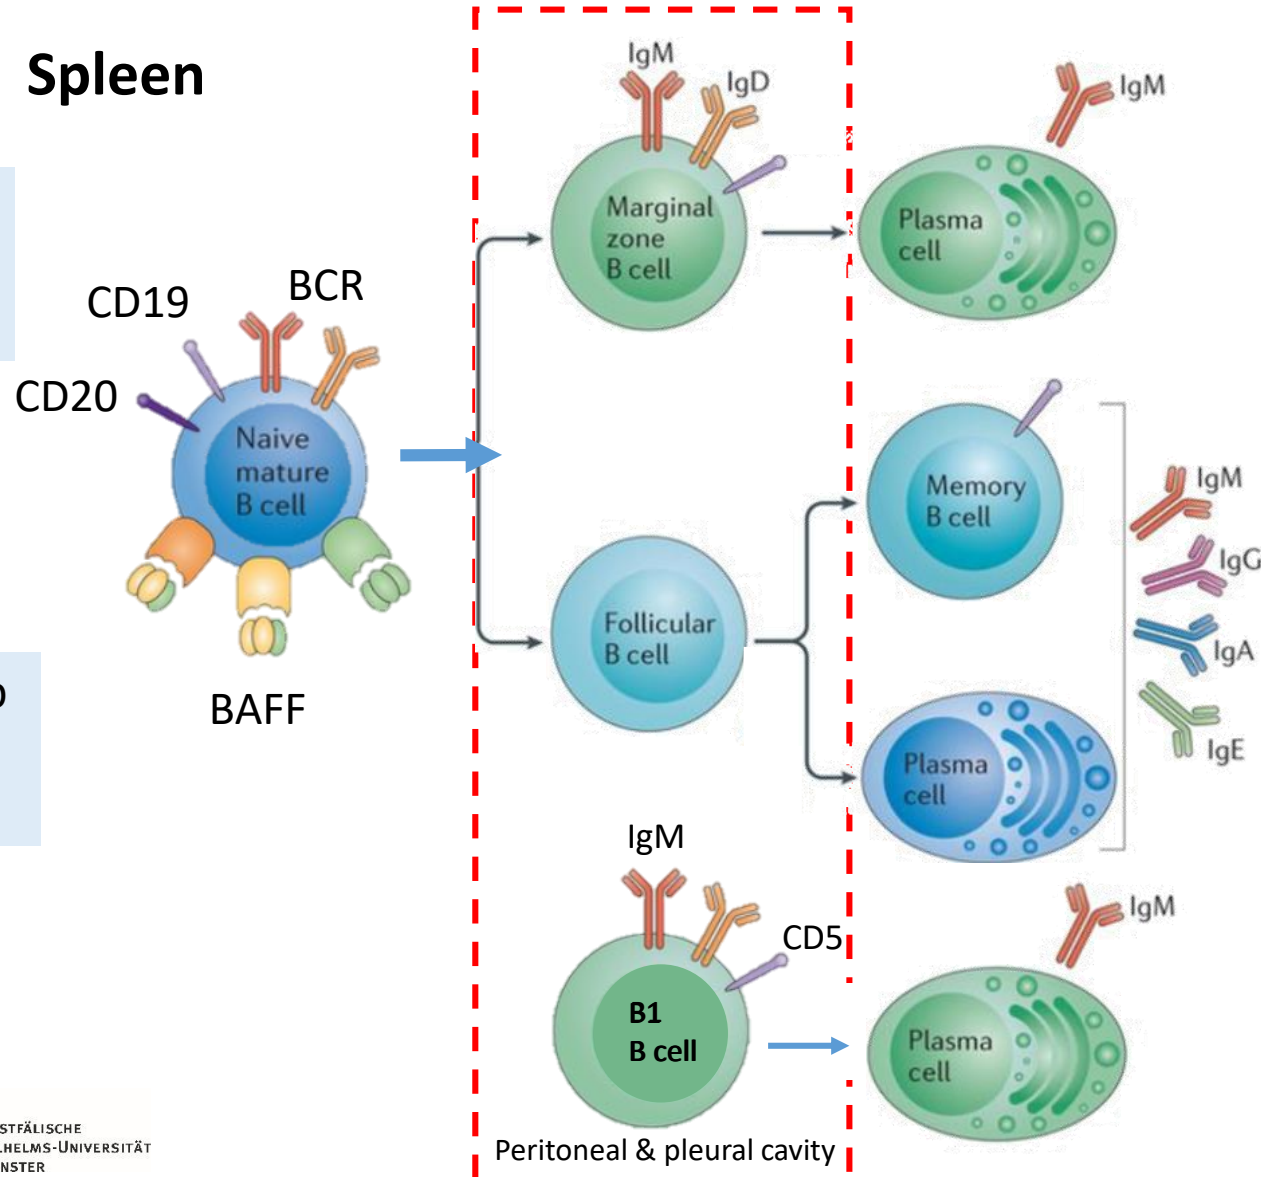 Spleen
CD19
BCR
CD20
Naive
mature
B cell
BAFF
IgM
IgD
Marginal
zone
B cell
IgM
Plasma
cell
Follicular
B cell
Memory
B cell
Plasma
cell
IgM
IgG
IgA
IgE
IgM
CD5
B1
B cell
IgM
Plasma
cell
Peritoneal & pleural cavity
STFÄLISCHE
LHELMS-UNIVERSITÄT
NSTER